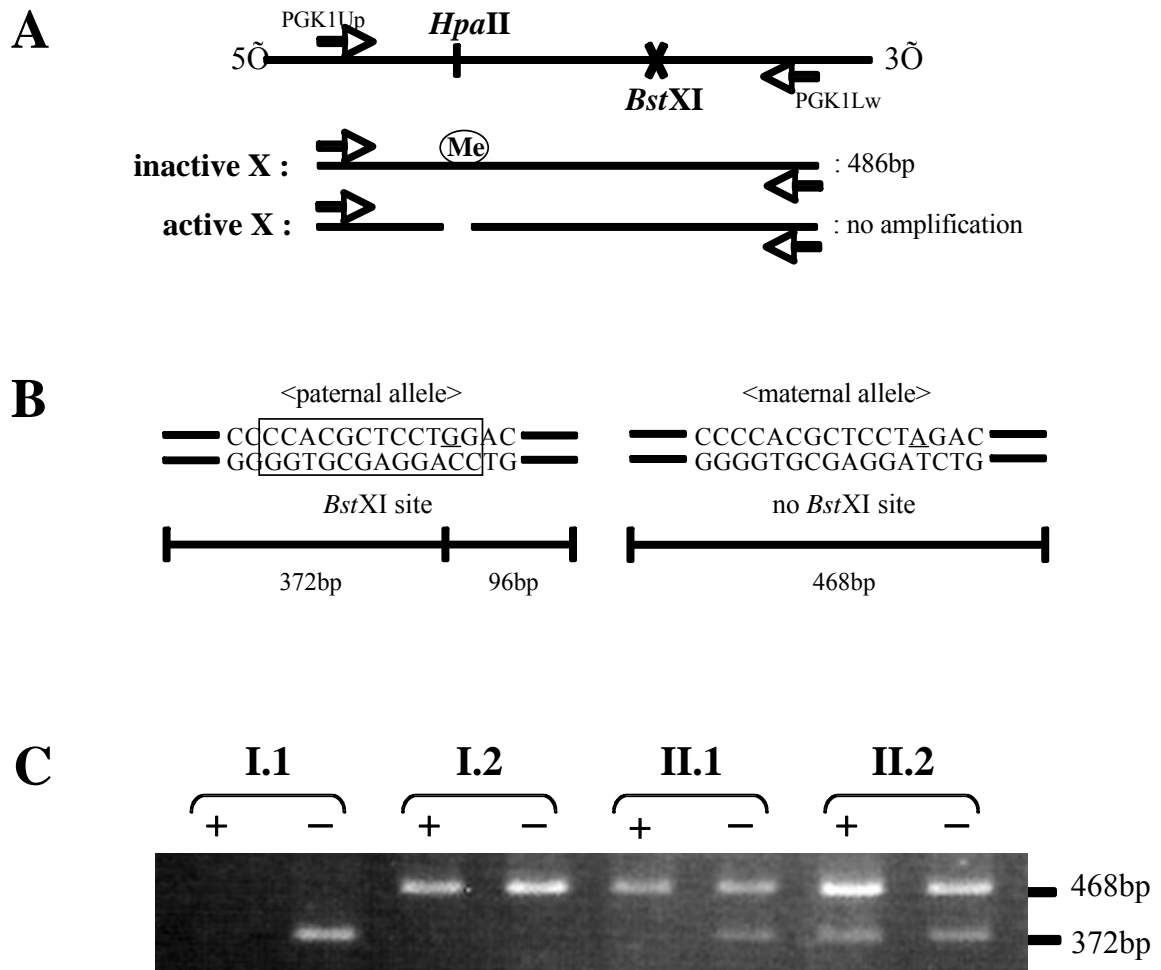 A
PGK1Up
HpaII
5Õ
3Õ
BstXI
PGK1Lw
inactive X :
Me
: 486bp
active X :
: no amplification
B
<paternal allele>
<maternal allele>
CCCCACGCTCCTGGAC
CCCCACGCTCCTAGAC
GGGGTGCGAGGACCTG
GGGGTGCGAGGATCTG
BstXI site
no BstXI site
372bp
96bp
468bp
C
I.1
I.2
II.1
II.2
+ − + − + − + −
468bp
372bp